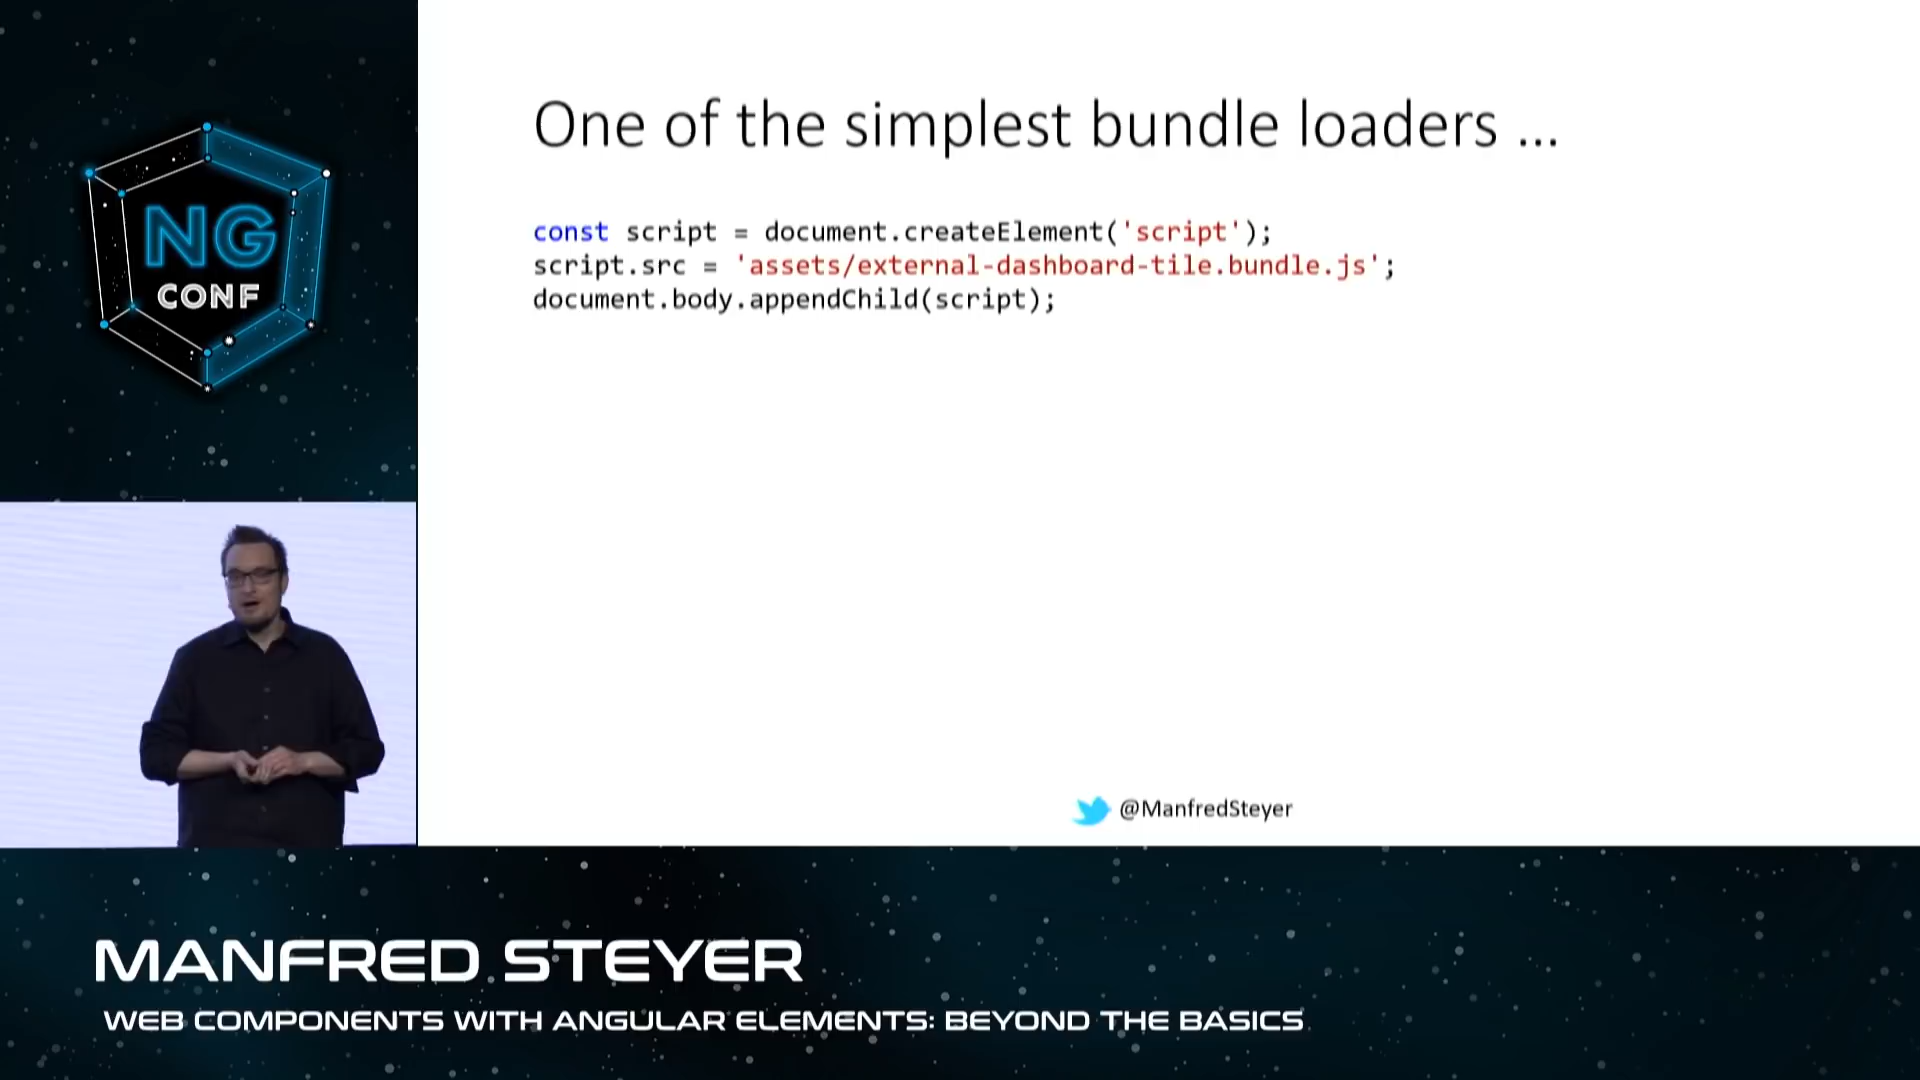 NG
CONF
One of the simplest bundle loaders ...
const script = document.createElement('script');
script.src = 'assets/external-dashboard-tile.bundle.js';
document.body.appendChild(script);
@ManfredSteyer
MANFRED STEYER
WEB COMPONENTS WITH ANGULAR ELEMENTS: BEYOND THE BASICS